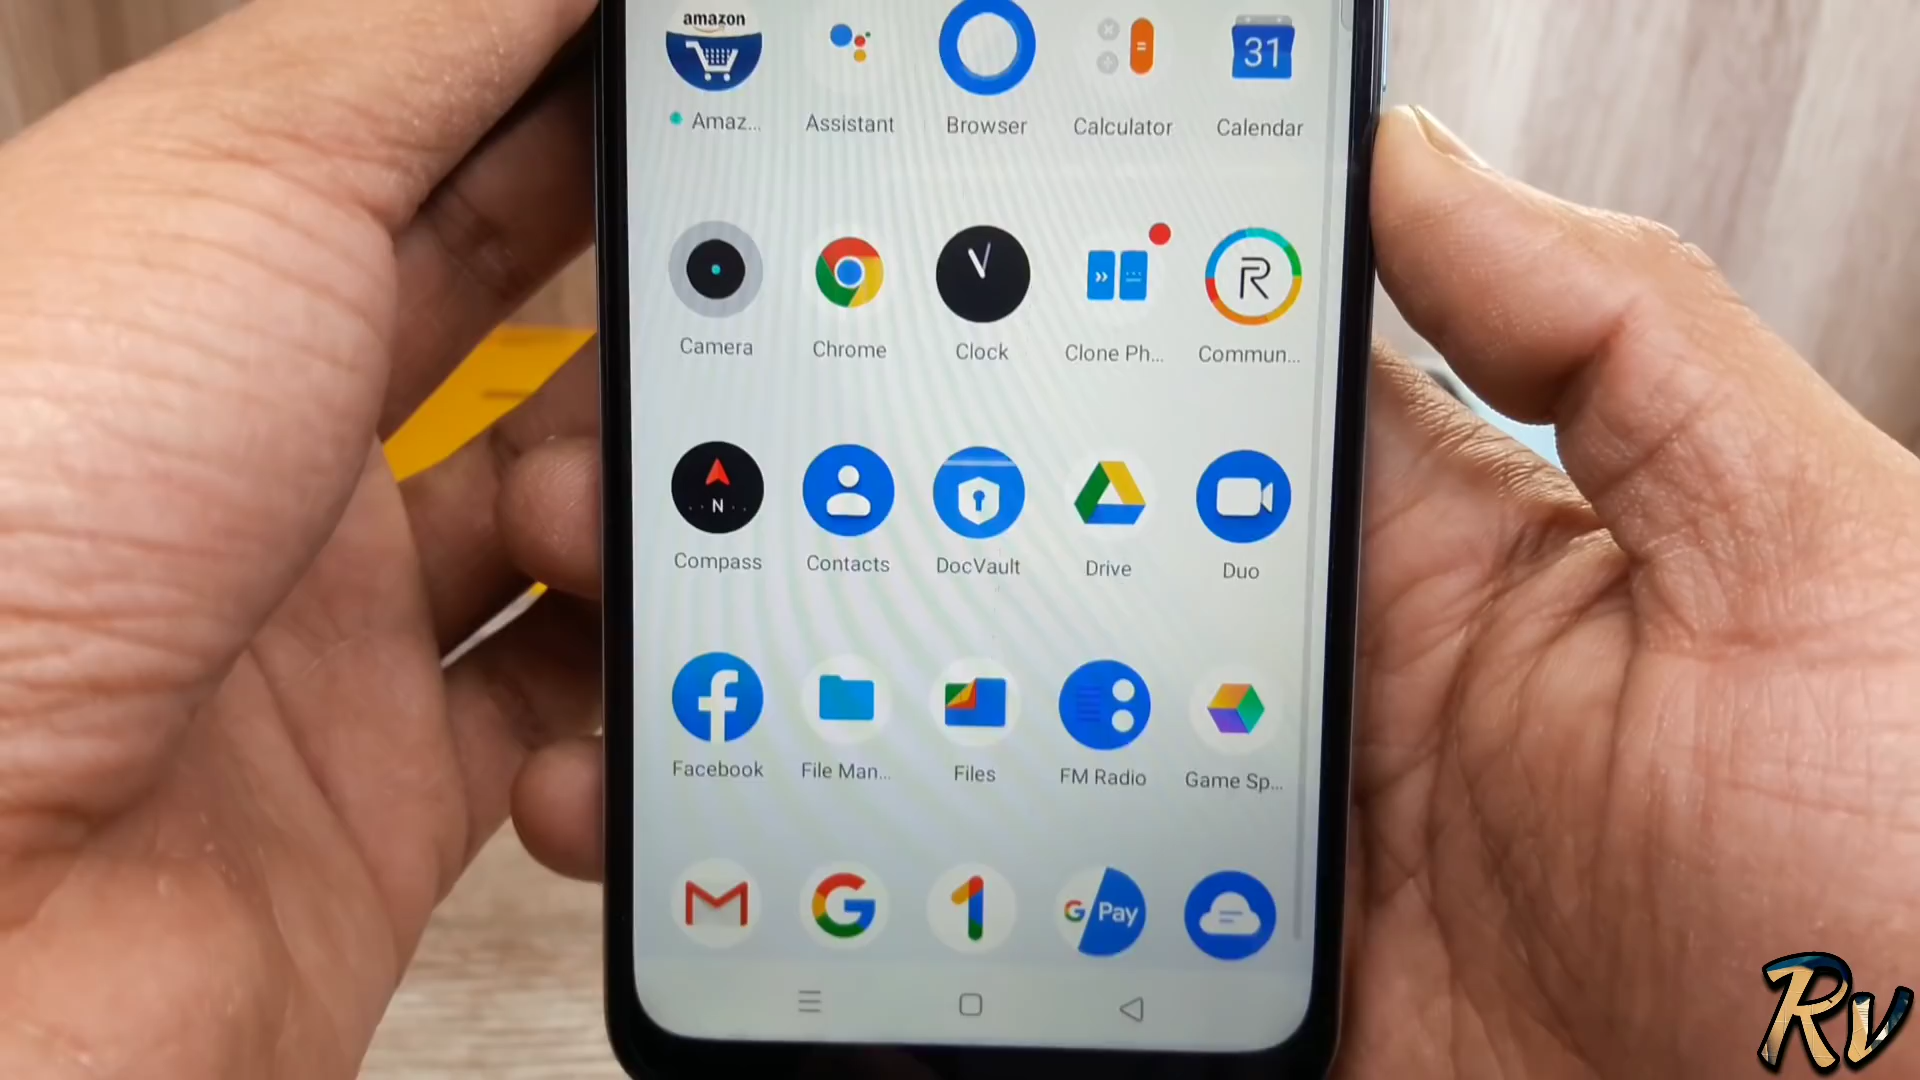 amazon
31
Amaz... Assistant Browser Calculator Calendar
R
Camera Chrome Clock Clone Ph... Commun...
N
Compass Contacts DocVault Drive Duo
f
Facebook File Man... Files FM Radio Game Sp...
M G 1 G Pay
Rv